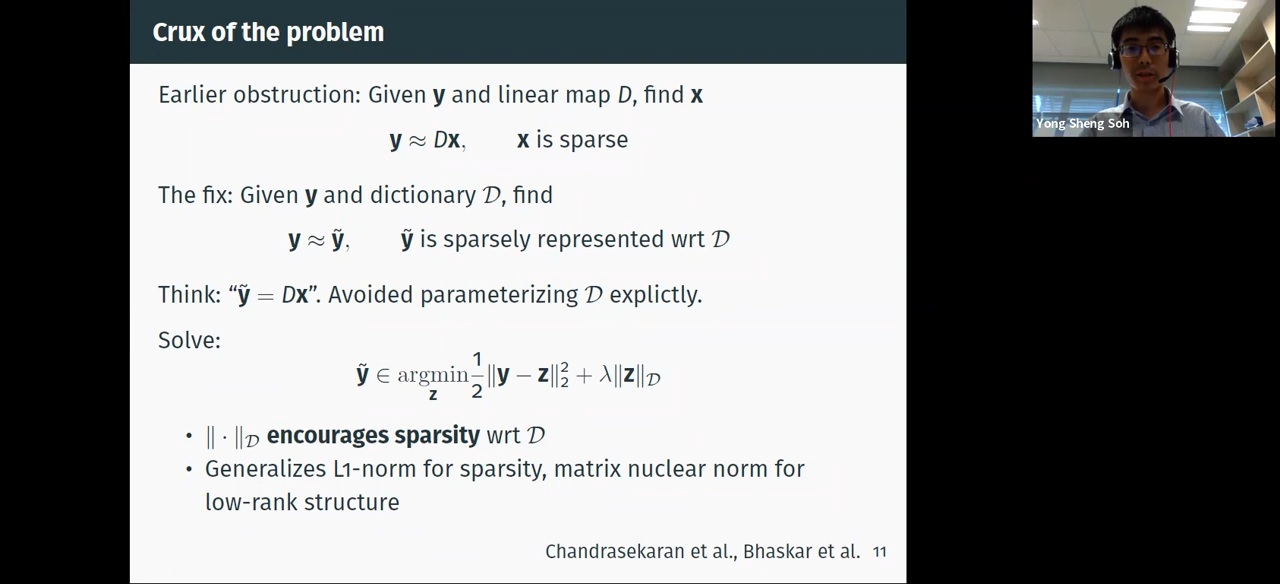 Crux of the problem
Yong Sheng Soh
Earlier obstruction: Given y and linear map D, find x
y ≈ Dx, x is sparse
The fix: Given y and dictionary 𝒟, find
y ≈ ỹ, ỹ is sparsely represented wrt 𝒟
Think: “ỹ = Dx”. Avoided parameterizing 𝒟 explictly.
Solve:
ỹ ∈ argmin_z 1/2 ‖y − z‖₂² + λ‖z‖_𝒟
• ‖ · ‖_𝒟 encourages sparsity wrt 𝒟
• Generalizes L1-norm for sparsity, matrix nuclear norm for
low-rank structure
Chandrasekaran et al., Bhaskar et al. 11